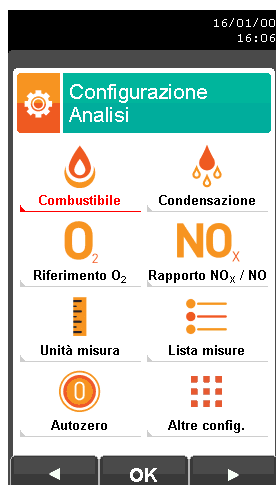 16/01/00
16:06
Configurazione
Analisi
Combustibile
Condensazione
O₂
NOₓ
Riferimento O₂
Rapporto NOₓ / NO
Unità misura
Lista misure
0
Autozero
Altre config.
OK